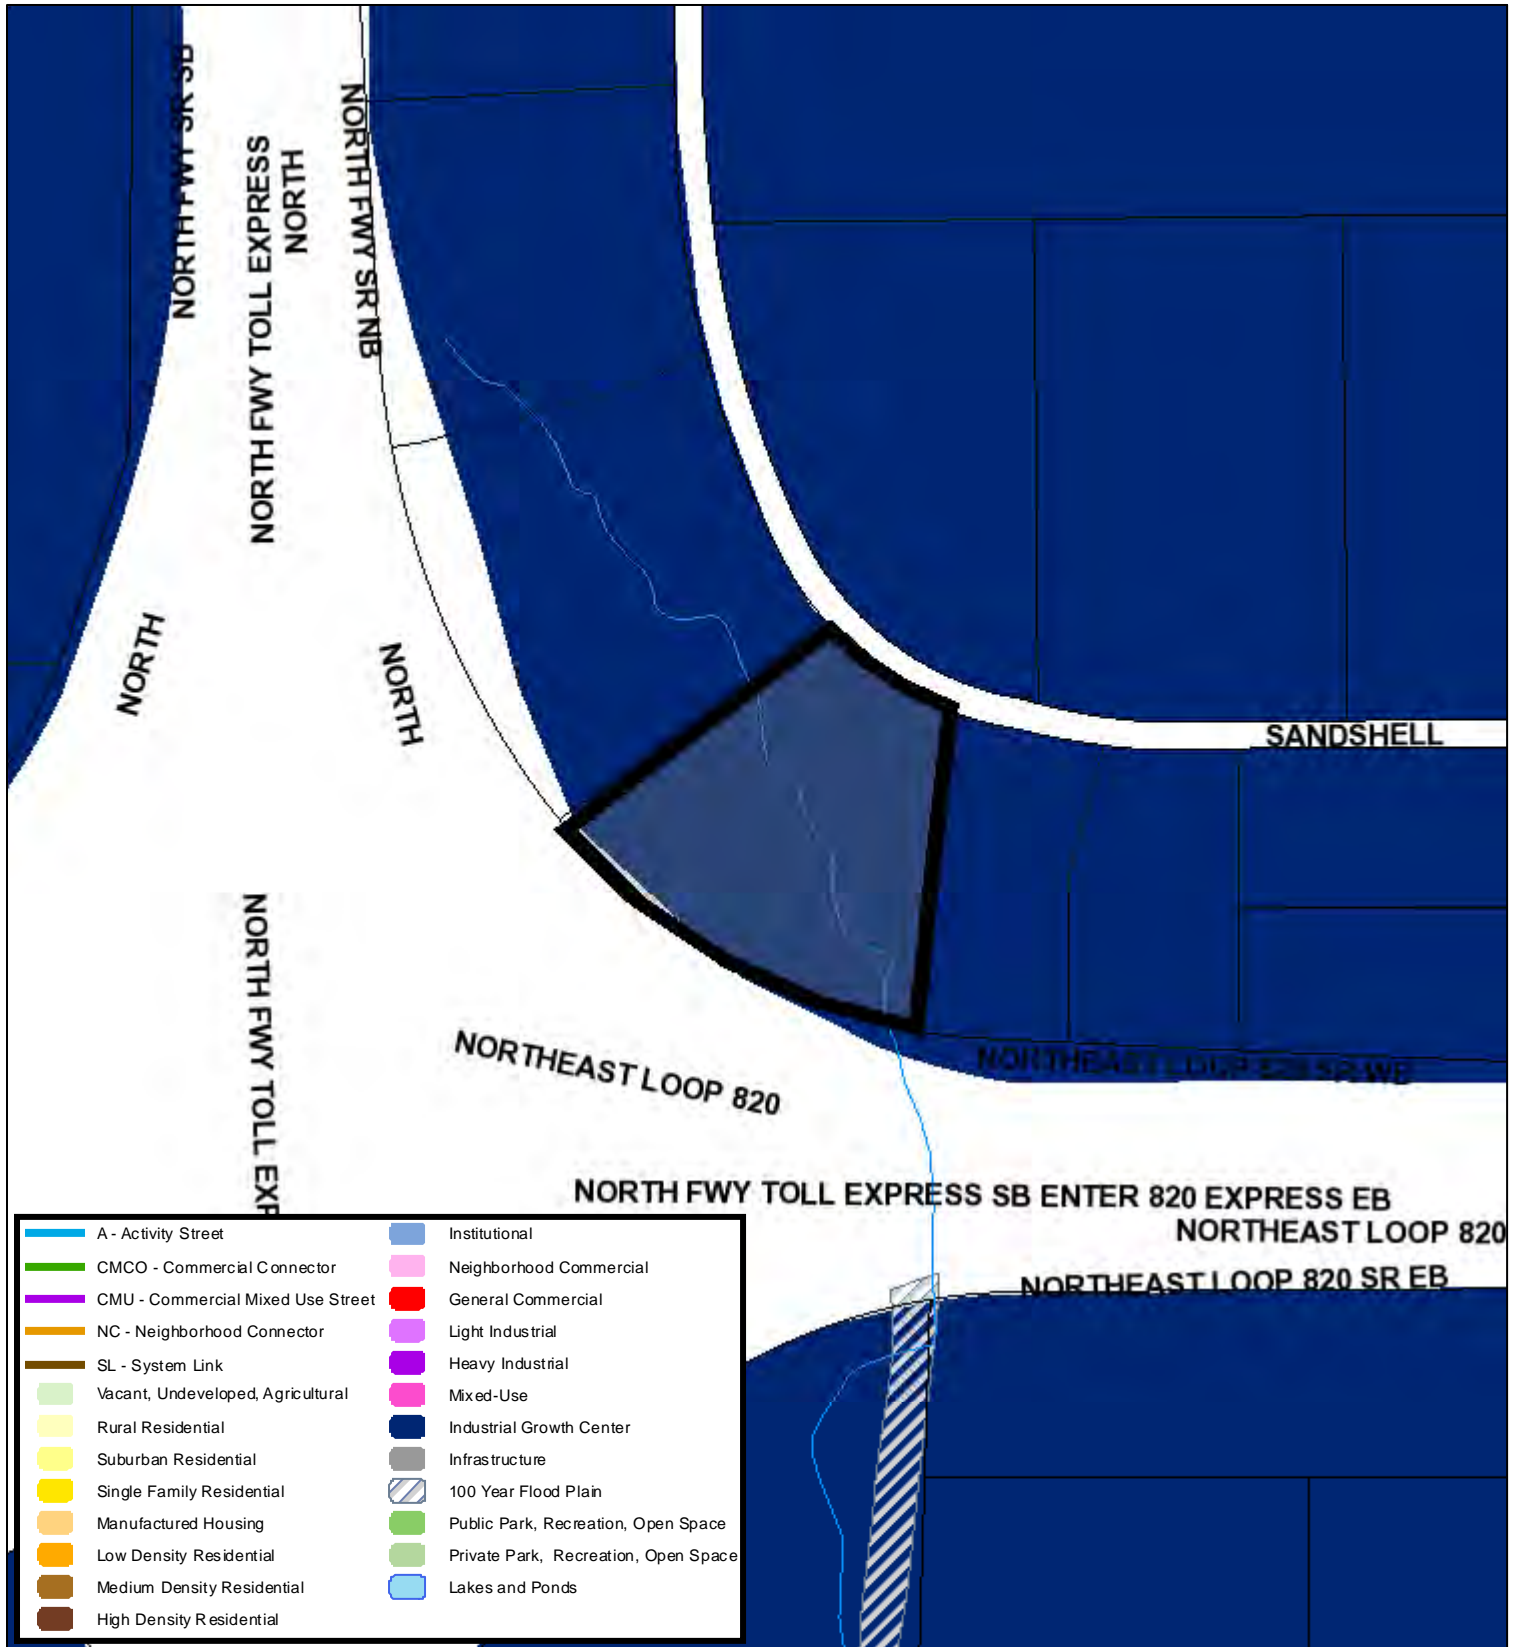 NORTH FWY SR SB
NORTH FWY TOLL EXPRESS
NORTH
NORTH FWY SR NB
NORTH
NORTH
SANDSHELL
NORTH FWY TOLL EXP
NORTHEAST LOOP 820
NORTHEAST LOOP 820 SR WB
NORTH FWY TOLL EXPRESS SB ENTER 820 EXPRESS EB
NORTHEAST LOOP 820
NORTHEAST LOOP 820 SR EB
A - Activity Street
CMCO - Commercial Connector
CMU - Commercial Mixed Use Street
NC - Neighborhood Connector
SL - System Link
Vacant, Undeveloped, Agricultural
Rural Residential
Suburban Residential
Single Family Residential
Manufactured Housing
Low Density Residential
Medium Density Residential
High Density Residential
Institutional
Neighborhood Commercial
General Commercial
Light Industrial
Heavy Industrial
Mixed-Use
Industrial Growth Center
Infrastructure
100 Year Flood Plain
Public Park, Recreation, Open Space
Private Park, Recreation, Open Space
Lakes and Ponds